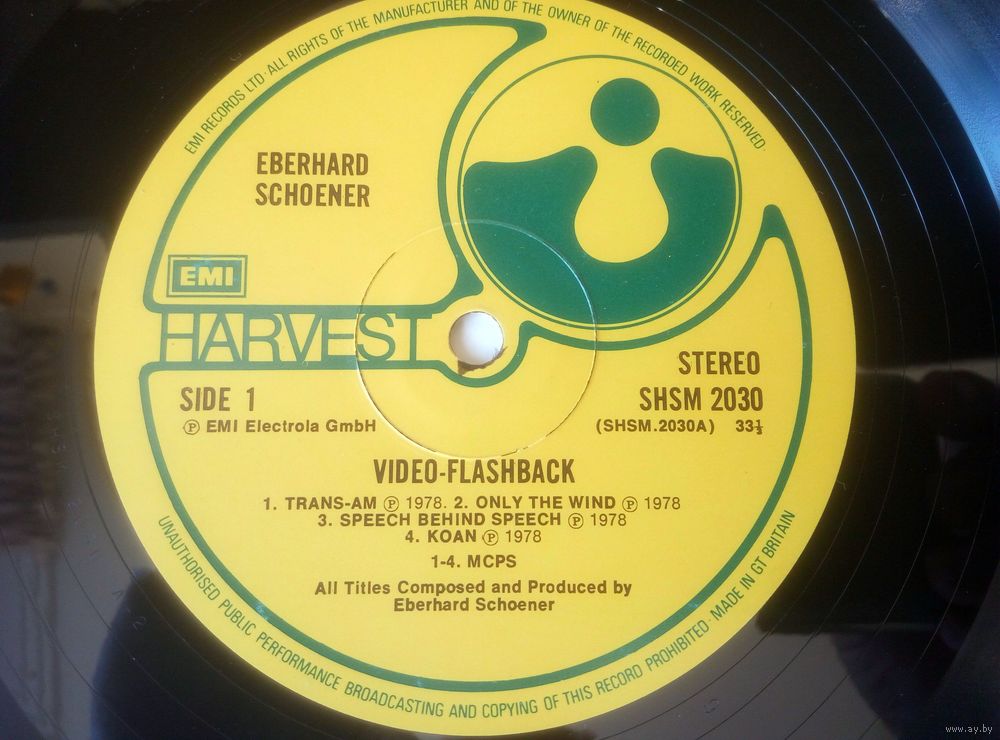 EMI RECORDS LTD·ALL RIGHTS OF THE MANUFACTURER AND OF THE OWNER OF THE RECORDED WORK RESERVED·
EBERHARD
SCHOENER
EMI
HARVEST
STEREO
SIDE 1
SHSM 2030
Ⓟ EMI Electrola GmbH
(SHSM.2030A) 33⅓
VIDEO-FLASHBACK
1. TRANS-AM Ⓟ 1978. 2. ONLY THE WIND Ⓟ 1978
3. SPEECH BEHIND SPEECH Ⓟ 1978
4. KOAN Ⓟ 1978
1-4. MCPS
All Titles Composed and Produced by
Eberhard Schoener
UNAUTHORISED PUBLIC PERFORMANCE BROADCASTING AND COPYING OF THIS RECORD PROHIBITED·MADE IN GT BRITAIN
www.ay.by